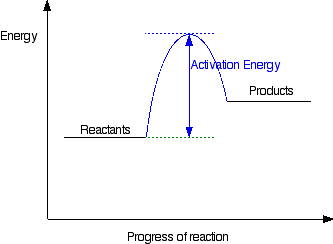 Energy
Activation Energy
Products
Reactants
Progress of reaction